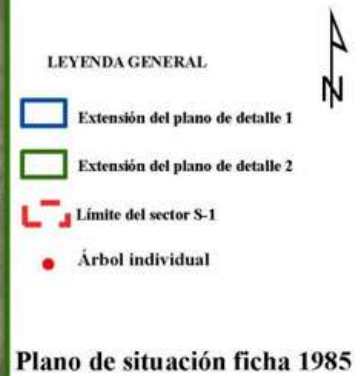 N
LEYENDA GENERAL
Extensión del plano de detalle 1
Extensión del plano de detalle 2
Límite del sector S-1
Árbol individual
Plano de situación ficha 1985